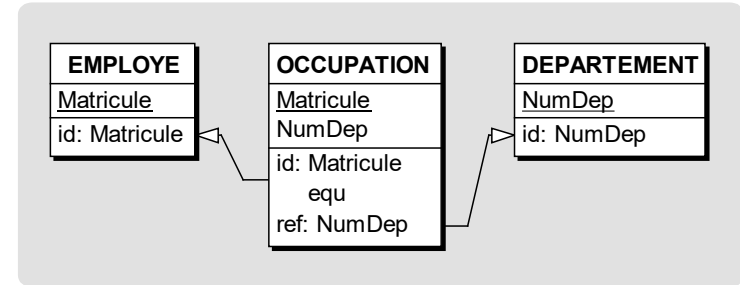 EMPLOYE
Matricule
id: Matricule
OCCUPATION
Matricule
NumDep
id: Matricule
equ
ref: NumDep
DEPARTEMENT
NumDep
id: NumDep